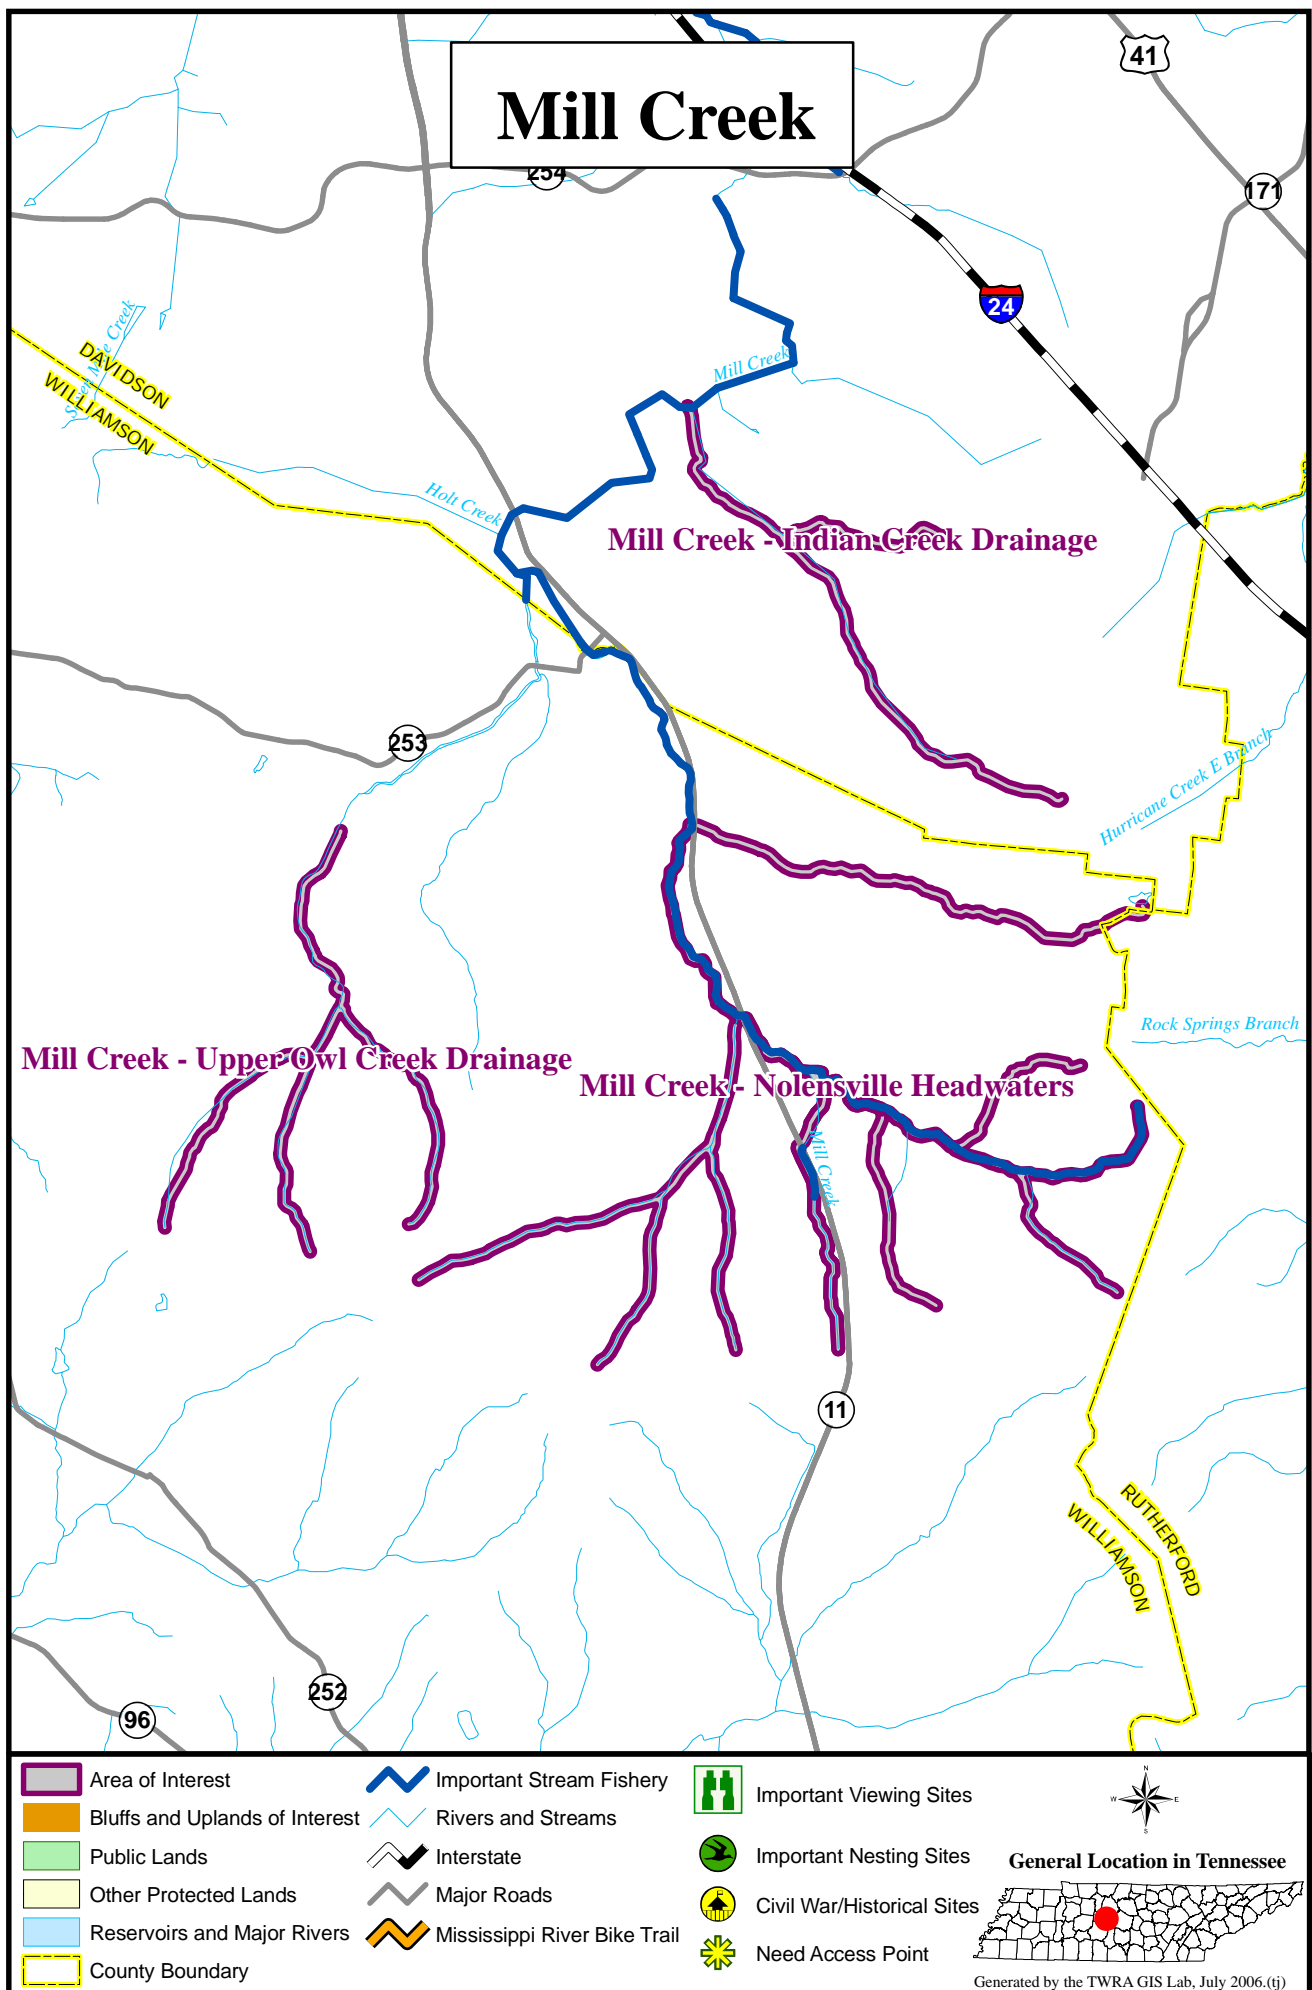 Mill Creek
41
254
171
24
Seven Mile Creek
DAVIDSON
WILLIAMSON
Mill Creek
Holt Creek
Mill Creek - Indian Creek Drainage
253
Hurricane Creek E Branch
Rock Springs Branch
Mill Creek - Upper Owl Creek Drainage
Mill Creek - Nolensville Headwaters
Mill Creek
11
RUTHERFORD
WILLIAMSON
252
96
Area of Interest
Bluffs and Uplands of Interest
Public Lands
Other Protected Lands
Reservoirs and Major Rivers
County Boundary
Important Stream Fishery
Rivers and Streams
Interstate
Major Roads
Mississippi River Bike Trail
Important Viewing Sites
Important Nesting Sites
Civil War/Historical Sites
Need Access Point
N
W E
S
General Location in Tennessee
Generated by the TWRA GIS Lab, July 2006.(tj)